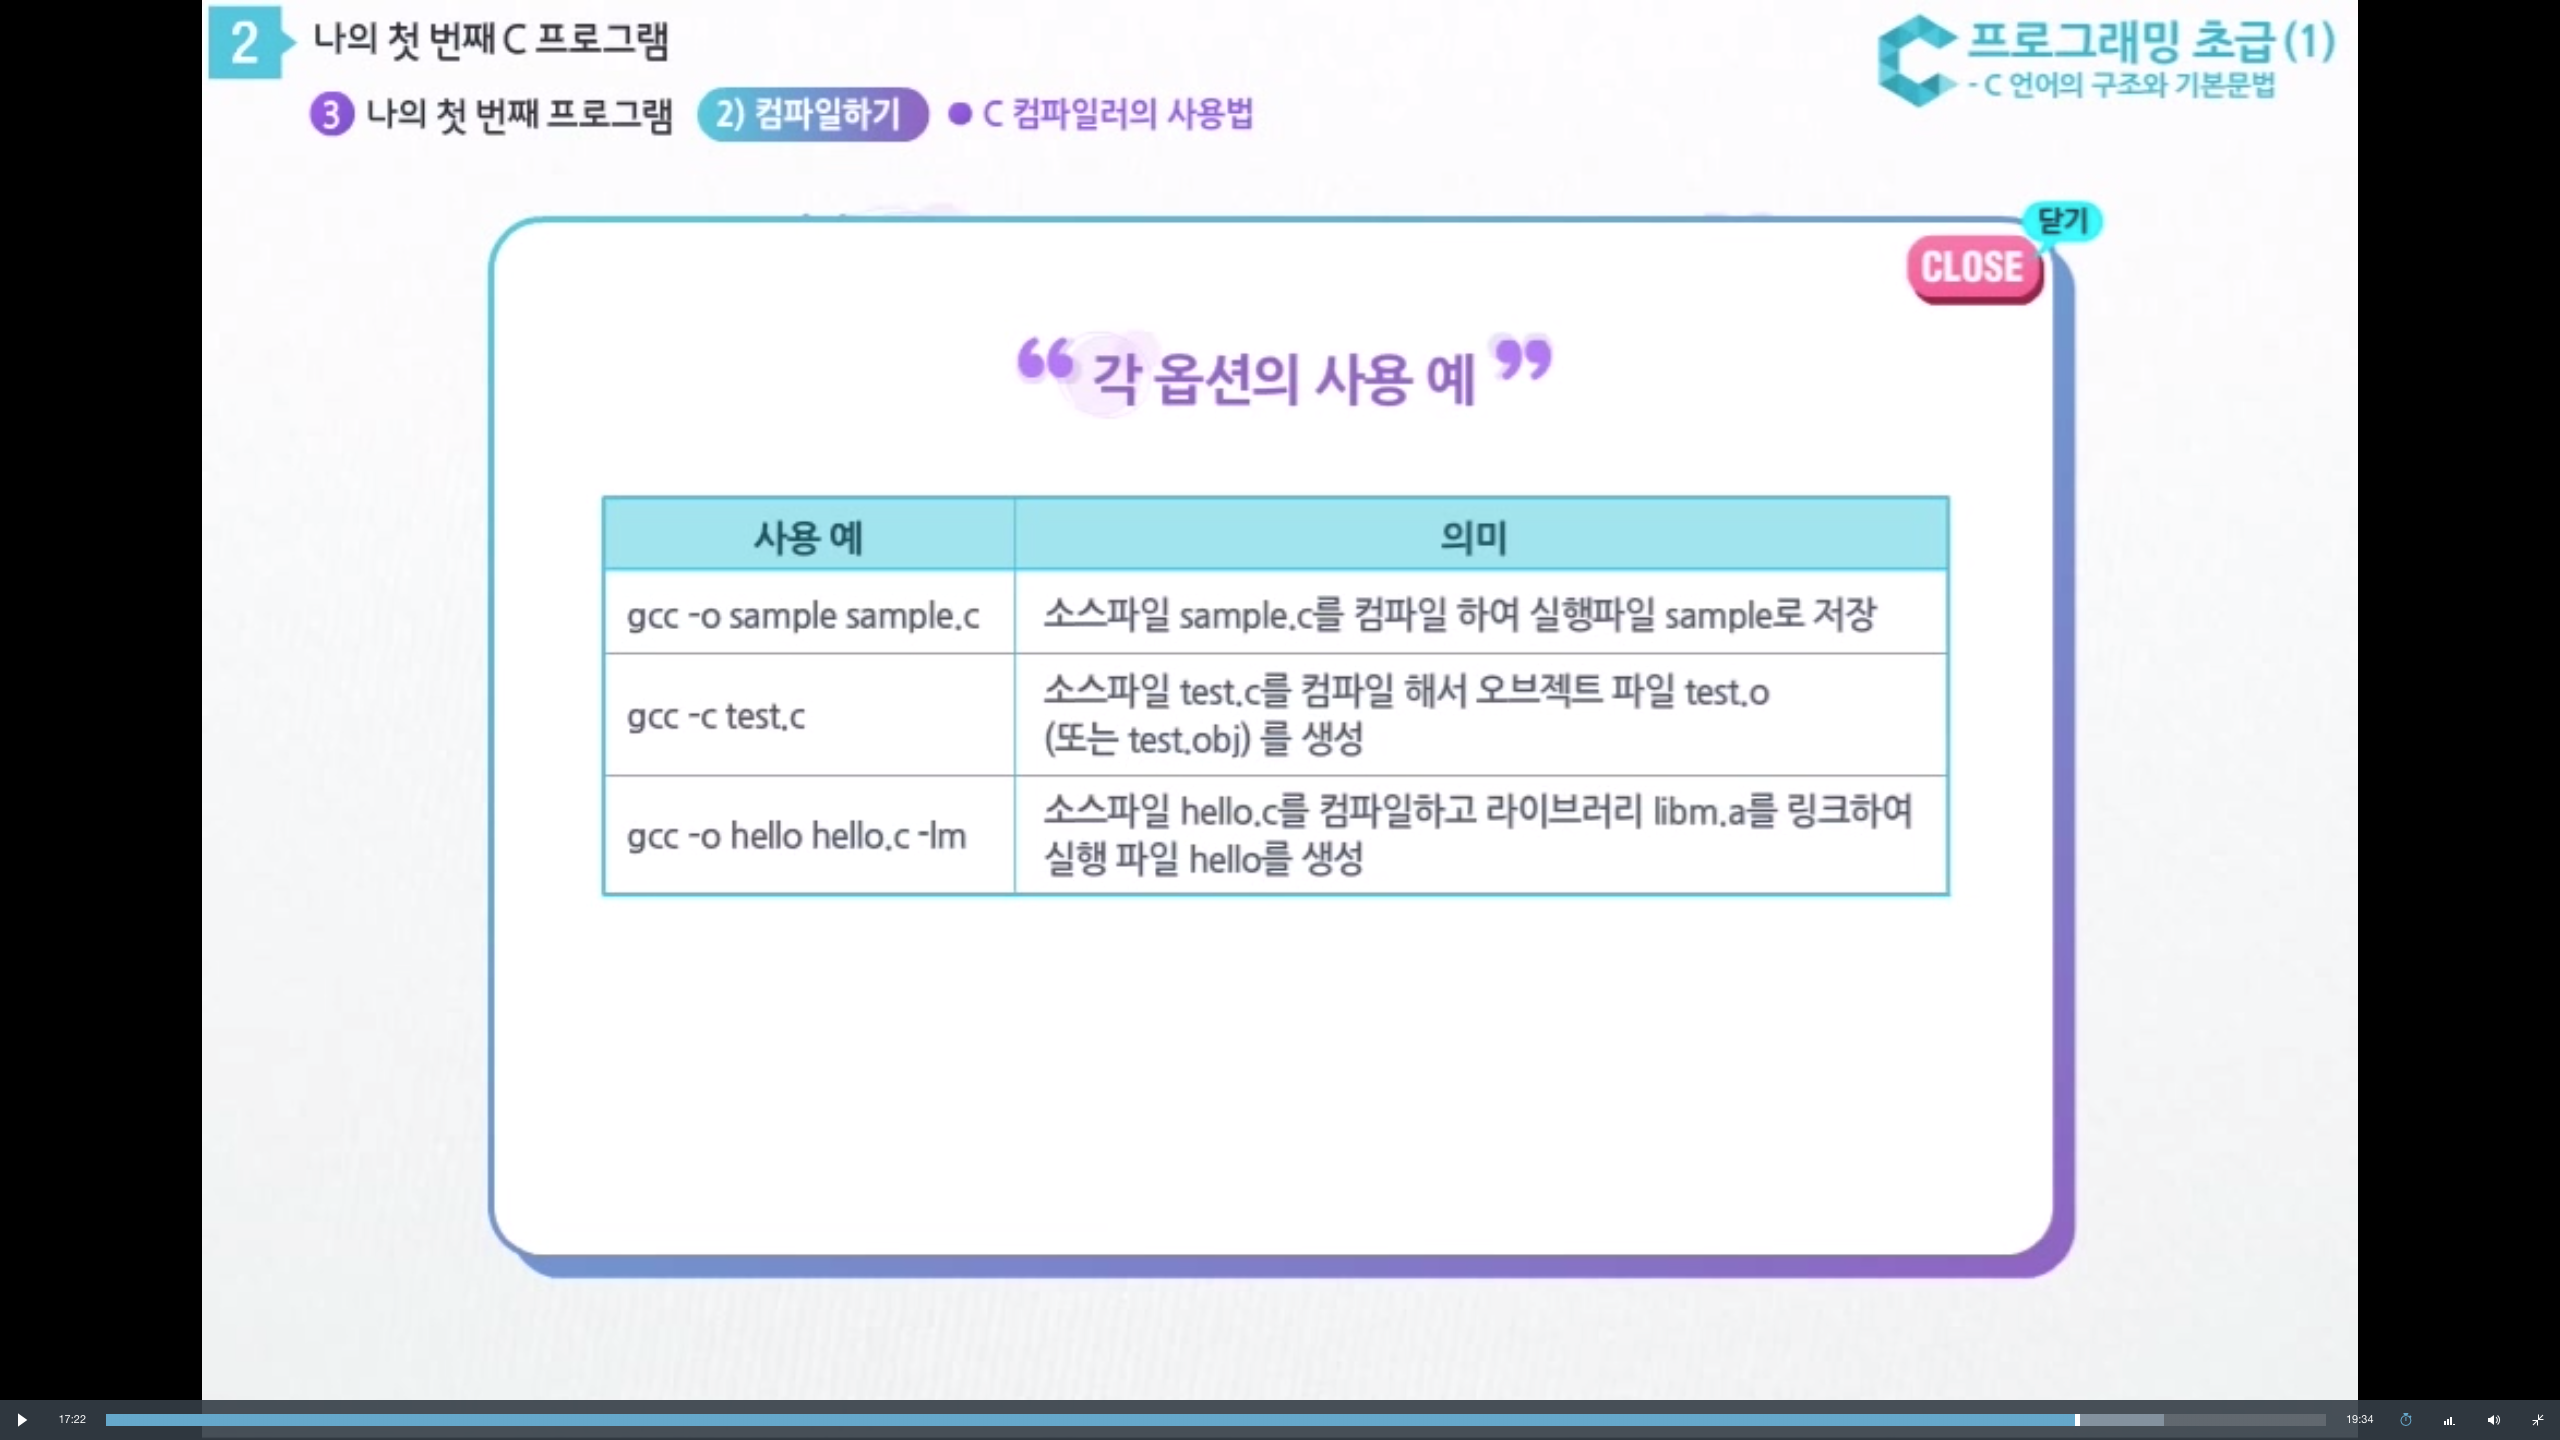 2 나의 첫 번째 C 프로그램
프로그래밍 초급(1)
- C 언어의 구조와 기본문법
3 나의 첫 번째 프로그램 2) 컴파일하기 ● C 컴파일러의 사용법
닫기
CLOSE
“ 각 옵션의 사용 예 ”
사용 예 의미
gcc -o sample sample.c 소스파일 sample.c를 컴파일 하여 실행파일 sample로 저장
gcc -c test.c 소스파일 test.c를 컴파일 해서 오브젝트 파일 test.o
(또는 test.obj) 를 생성
gcc -o hello hello.c -lm 소스파일 hello.c를 컴파일하고 라이브러리 libm.a를 링크하여
실행 파일 hello를 생성
17:22 19:34